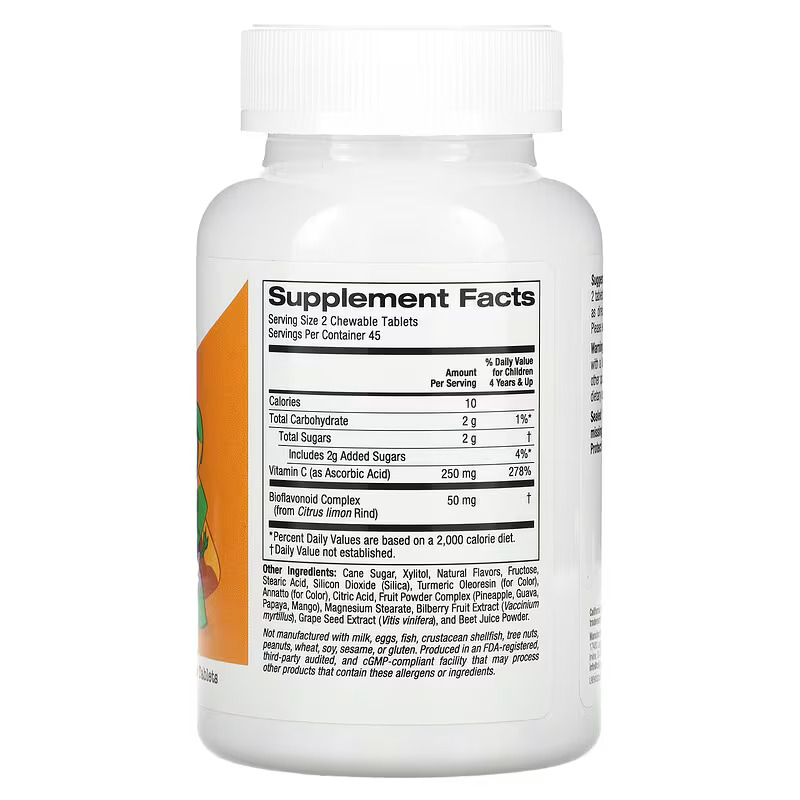 Supplement Facts
Serving Size 2 Chewable Tablets
Servings Per Container 45
Amount Per Serving
% Daily Value for Children 4 Years & Up
Calories 10
Total Carbohydrate 2 g 1%*
Total Sugars 2 g †
Includes 2g Added Sugars 4%*
Vitamin C (as Ascorbic Acid) 250 mg 278%
Bioflavonoid Complex 50 mg †
(from Citrus limon Rind)
*Percent Daily Values are based on a 2,000 calorie diet.
†Daily Value not established.
Other Ingredients: Cane Sugar, Xylitol, Natural Flavors, Fructose,
Stearic Acid, Silicon Dioxide (Silica), Turmeric Oleoresin (for Color),
Annatto (for Color), Citric Acid, Fruit Powder Complex (Pineapple, Guava,
Papaya, Mango), Magnesium Stearate, Bilberry Fruit Extract (Vaccinium
myrtillus), Grape Seed Extract (Vitis vinifera), and Beet Juice Powder.
Not manufactured with milk, eggs, fish, crustacean shellfish, tree nuts,
peanuts, wheat, soy, sesame, or gluten. Produced in an FDA-registered,
third-party audited, and cGMP-compliant facility that may process
other products that contain these allergens or ingredients.
Tablets